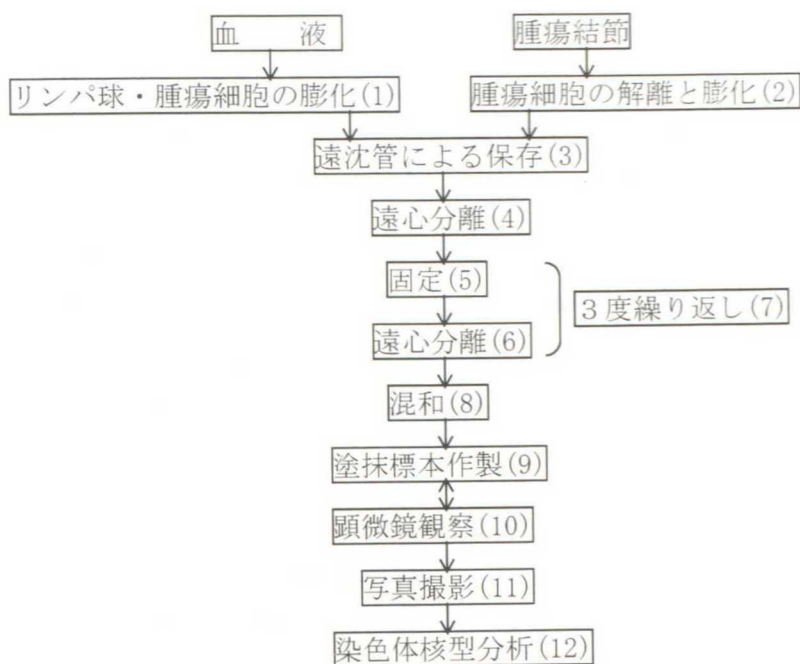 血　　液
腫瘍結節
リンパ球・腫瘍細胞の膨化(1)
腫瘍細胞の解離と膨化(2)
遠沈管による保存(3)
遠心分離(4)
固定(5)
3度繰り返し(7)
遠心分離(6)
混和(8)
塗抹標本作製(9)
顕微鏡観察(10)
写真撮影(11)
染色体核型分析(12)